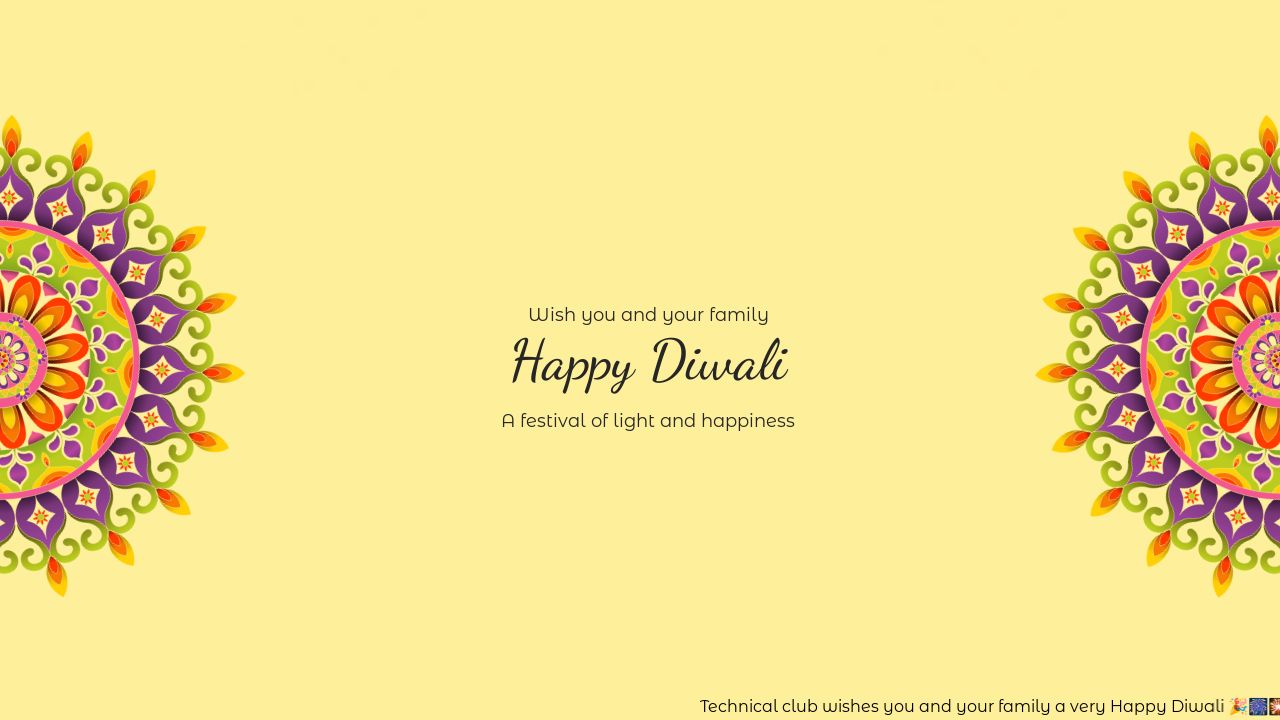 Wish you and your family
Happy Diwali
A festival of light and happiness
Technical club wishes you and your family a very Happy Diwali 🎉🎆🎇